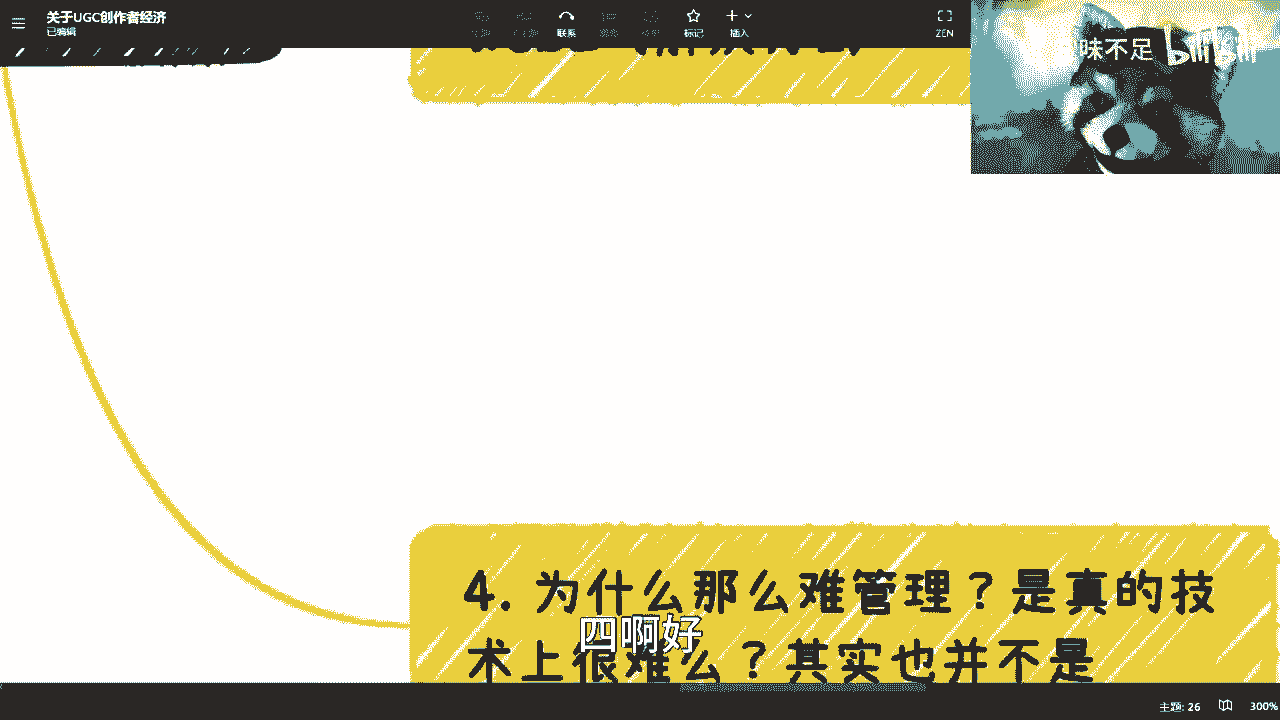 关于UGC创作者经济
已编辑
联系
标记
插入
ZEN
味不足 bilibili
4. 为什么那么难管理？是真的技
术上很难么？其实也并不是
四啊好
主题: 26
300%